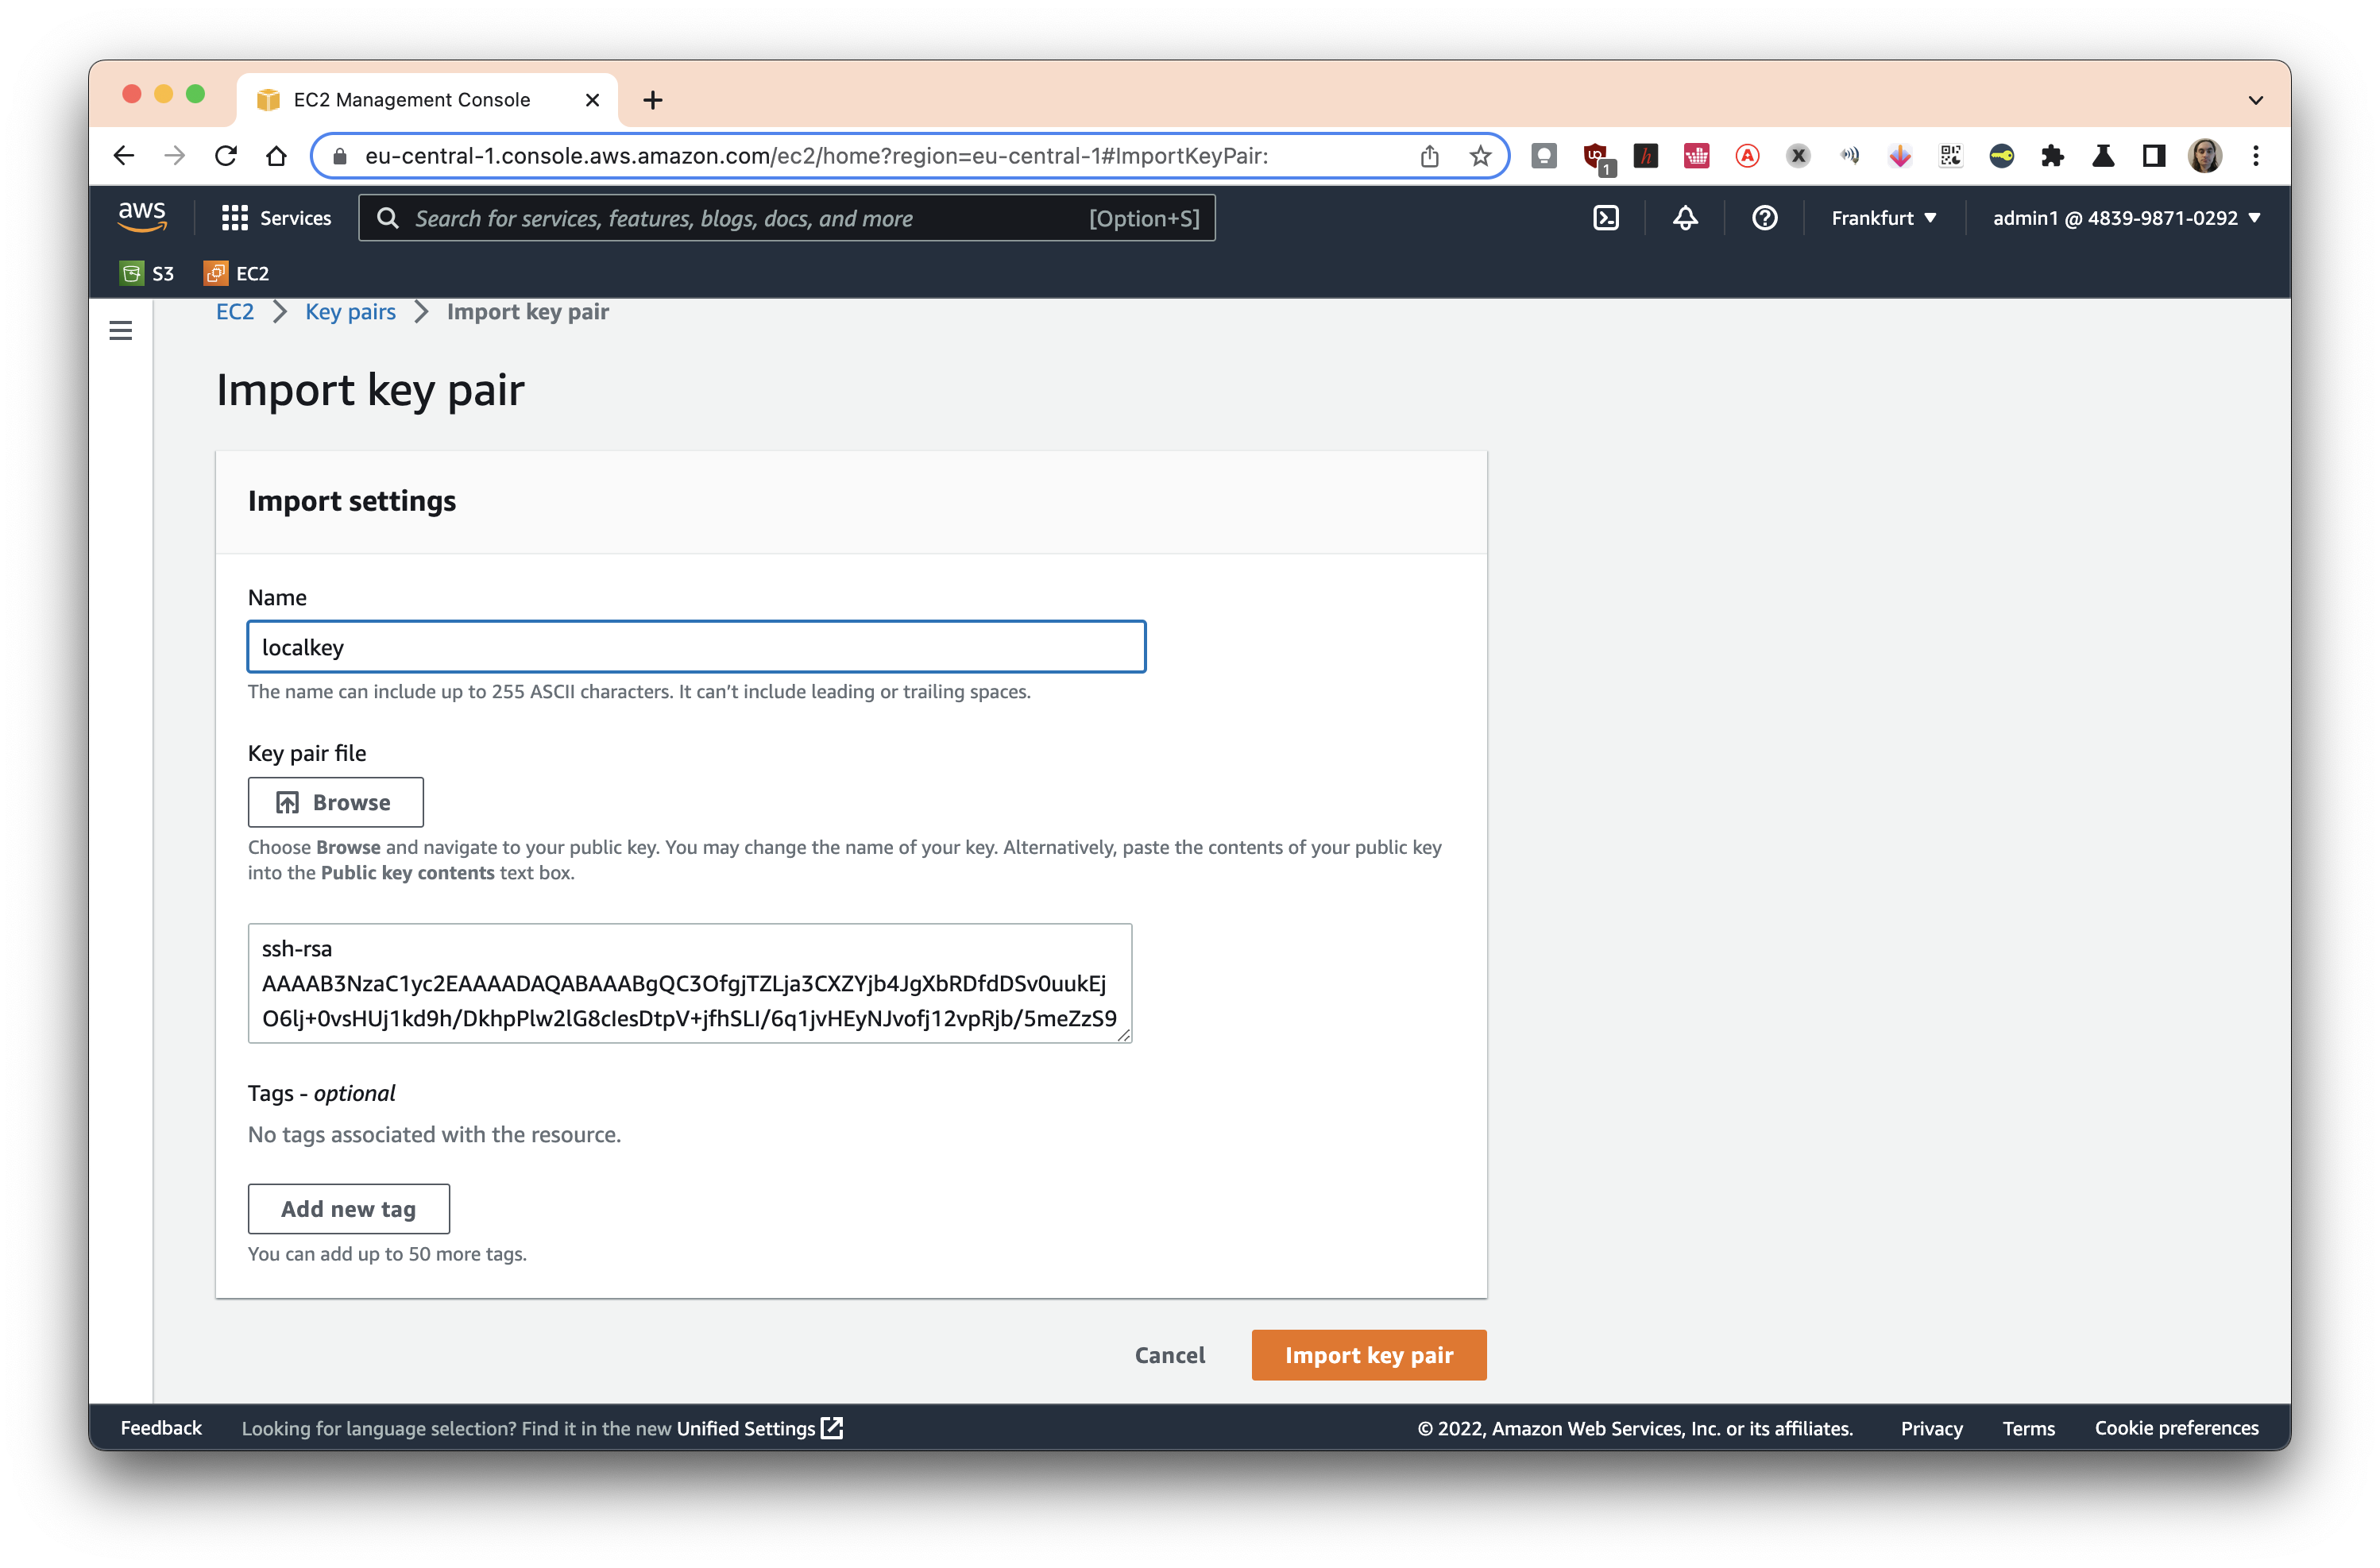 EC2 Management Console
eu-central-1.console.aws.amazon.com/ec2/home?region=eu-central-1#ImportKeyPair:
1
aws
Services
Search for services, features, blogs, docs, and more
[Option+S]
Frankfurt
admin1 @ 4839-9871-0292
S3
EC2
EC2 > Key pairs > Import key pair
Import key pair
Import settings
Name
localkey
The name can include up to 255 ASCII characters. It can't include leading or trailing spaces.
Key pair file
Browse
Choose Browse and navigate to your public key. You may change the name of your key. Alternatively, paste the contents of your public key
into the Public key contents text box.
ssh-rsa
AAAAB3NzaC1yc2EAAAADAQABAAABgQC3OfgjTZLja3CXZYjb4JgXbRDfdDSv0uukEj
O6lj+0vsHUj1kd9h/DkhpPlw2lG8cIesDtpV+jfhSLI/6q1jvHEyNJvofj12vpRjb/5meZzS9
Tags - optional
No tags associated with the resource.
Add new tag
You can add up to 50 more tags.
Cancel
Import key pair
Feedback
Looking for language selection? Find it in the new Unified Settings
© 2022, Amazon Web Services, Inc. or its affiliates.
Privacy
Terms
Cookie preferences